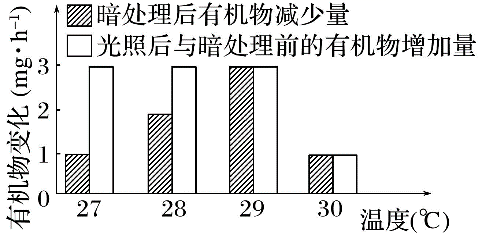 暗处理后有机物减少量
光照后与暗处理前的有机物增加量
有机物变化 (mg·h⁻¹)
3
2
1
0
27 28 29 30 温度(℃)